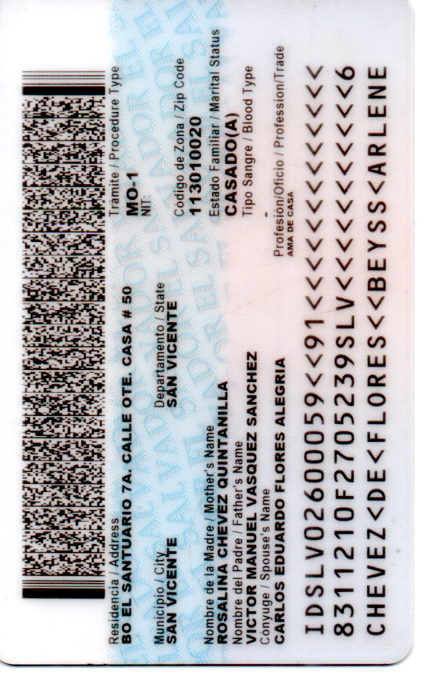 Residencia / Address
BO EL SANTUARIO 7A. CALLE OTE. CASA # 50
Municipio / City
SAN VICENTE
Departamento / State
SAN VICENTE
Nombre de la Madre / Mother's Name
ROSALINA CHEVEZ QUINTANILLA
Nombre del Padre / Father's Name
VICTOR MANUEL VASQUEZ SANCHEZ
Cónyuge / Spouse's Name
CARLOS EDUARDO FLORES ALEGRIA
Trámite / Procedure Type
MO-1
NIT:
Codigo de Zona / Zip Code
113010020
Estado Familiar / Marital Status
CASADO(A)
Tipo Sangre / Blood Type
-
Profesion/Oficio / Profession/Trade
AMA DE CASA
IDSLV02600059<<91<<<<<<<<<<<<<
8311210F2705239SLV<<<<<<<<<<<6
CHEVEZ<DE<FLORES<<BEYSS<ARLENE